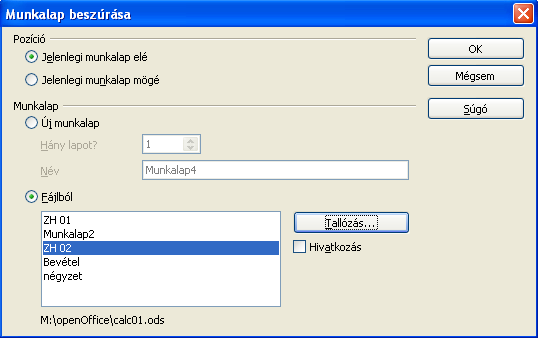 Munkalap beszúrása
Pozíció
Jelenlegi munkalap elé
Jelenlegi munkalap mögé
OK
Mégsem
Súgó
Munkalap
Új munkalap
Hány lapot?
1
Név
Munkalap4
Fájlból
ZH 01
Munkalap2
ZH 02
Bevétel
négyzet
Tallózás...
Hivatkozás
M:\openOffice\calc01.ods